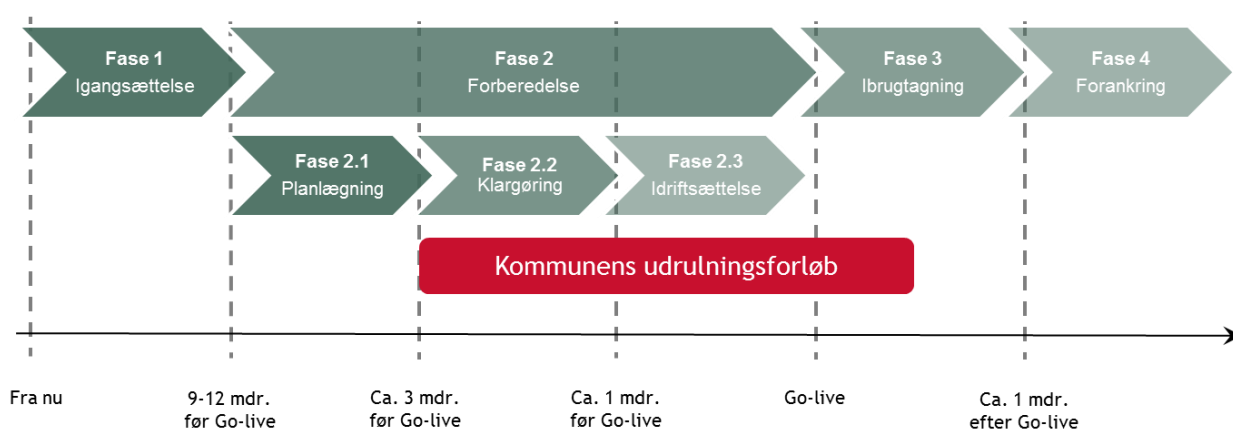 Fase 1
Igangsættelse
Fase 2
Forberedelse
Fase 3
Ibrugtagning
Fase 4
Forankring
Fase 2.1
Planlægning
Fase 2.2
Klargøring
Fase 2.3
Idriftsættelse
Kommunens udrulningsforløb
Fra nu
9-12 mdr.
før Go-live
Ca. 3 mdr.
før Go-live
Ca. 1 mdr.
før Go-live
Go-live
Ca. 1 mdr.
efter Go-live